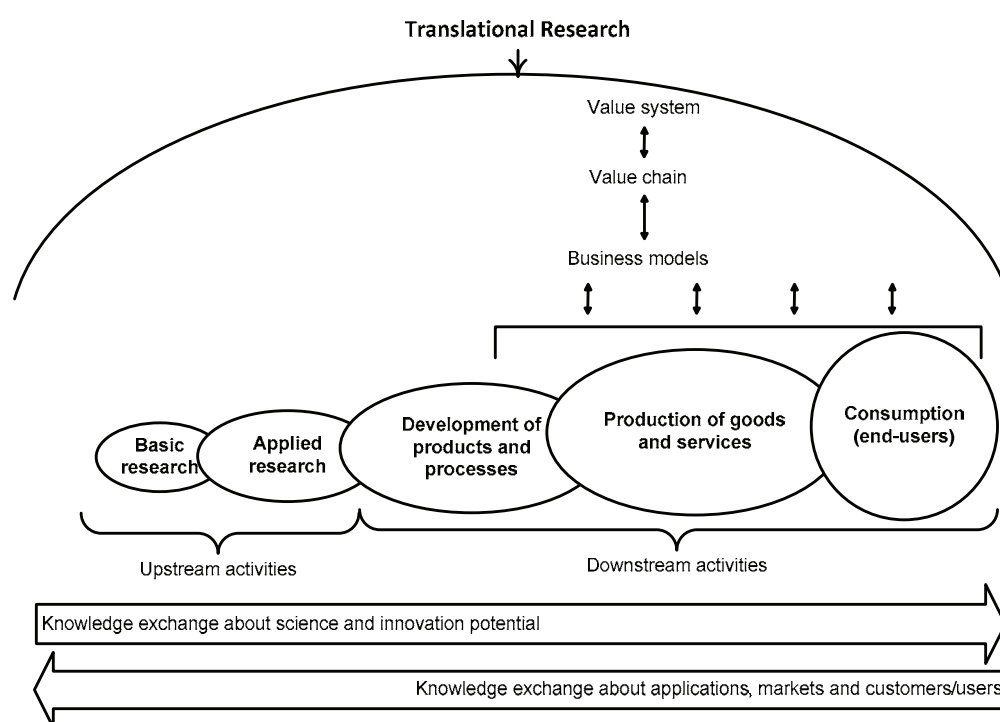 Translational Research
Value system
Value chain
Business models
Basic
research
Applied
research
Development of
products and
processes
Production of goods
and services
Consumption
(end-users)
Upstream activities
Downstream activities
Knowledge exchange about science and innovation potential
Knowledge exchange about applications, markets and customers/users